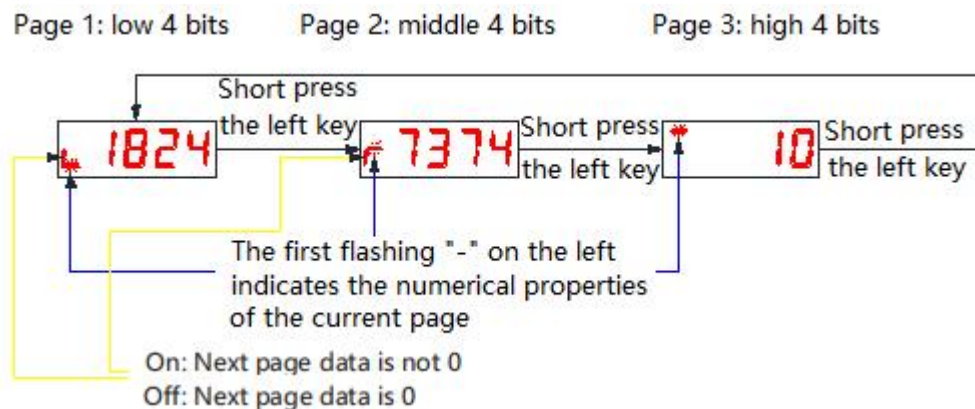 Page 1: low 4 bits
Page 2: middle 4 bits
Page 3: high 4 bits
Short press
the left key
1824
Short press
the left key
7374
Short press
the left key
10
The first flashing "-" on the left
indicates the numerical properties
of the current page
On: Next page data is not 0
Off: Next page data is 0